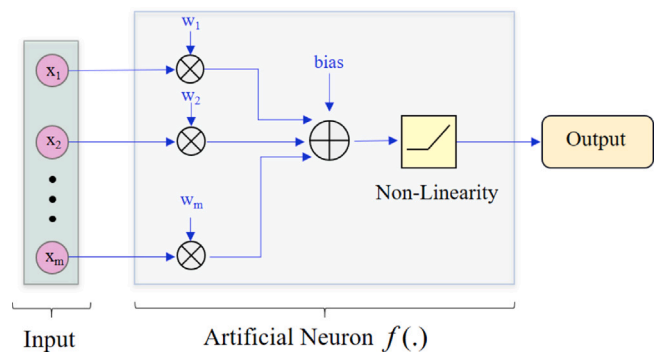 w₁
x₁
bias
w₂
x₂
Output
Non-Linearity
wₘ
xₘ
Input
Artificial Neuron f(.)